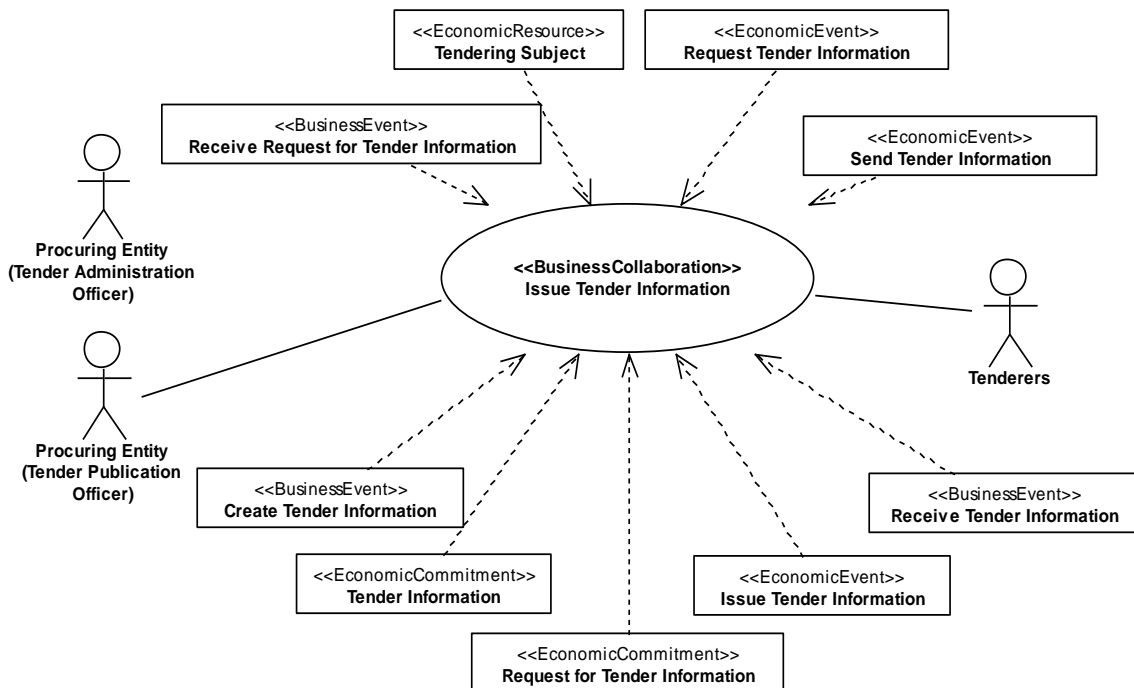 <<EconomicResource>>
Tendering Subject
<<EconomicEvent>>
Request Tender Information
<<BusinessEvent>>
Receive Request for Tender Information
<<EconomicEvent>>
Send Tender Information
Procuring Entity
(Tender Administration
Officer)
<<BusinessCollaboration>>
Issue Tender Information
Tenderers
Procuring Entity
(Tender Publication
Officer)
<<BusinessEvent>>
Create Tender Information
<<BusinessEvent>>
Receive Tender Information
<<EconomicCommitment>>
Tender Information
<<EconomicEvent>>
Issue Tender Information
<<EconomicCommitment>>
Request for Tender Information